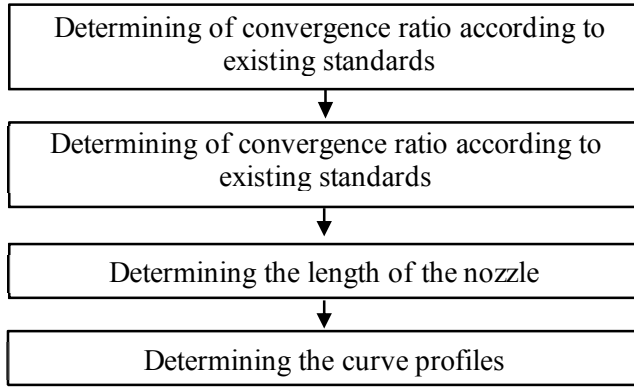 Determining of convergence ratio according to
existing standards
Determining of convergence ratio according to
existing standards
Determining the length of the nozzle
Determining the curve profiles